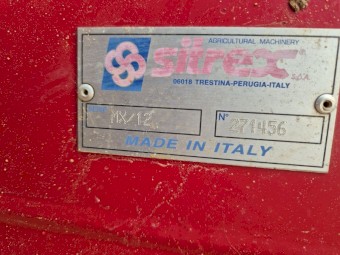 AGRICULTURAL MACHINERY
SITREX S.p.A.
06018 TRESTINA-PERUGIA-ITALY
MX/12 N° 271456
MADE IN ITALY